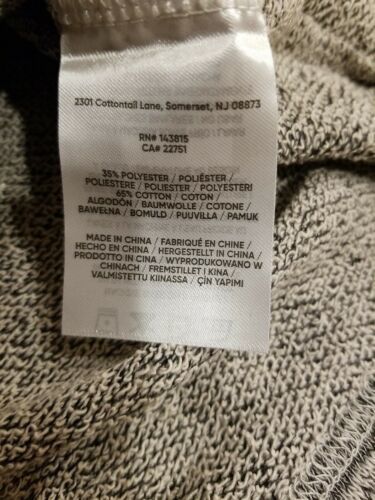 2301 Cottontail Lane, Somerset, NJ 08873
RN# 143815
CA# 22751
35% POLYESTER / POLIÉSTER /
POLIESTERE / POLIESTER / POLYESTERI
65% COTTON / COTON /
ALGODÓN / BAUMWOLLE / COTONE /
BAWEŁNA / BOMULD / PUUVILLA / PAMUK
MADE IN CHINA / FABRIQUÉ EN CHINE /
HECHO EN CHINA / HERGESTELLT IN CHINA /
PRODOTTO IN CINA / WYPRODUKOWANO W
CHINACH / FREMSTILLET I KINA /
VALMISTETTU KIINASSA / ÇİN YAPIMI